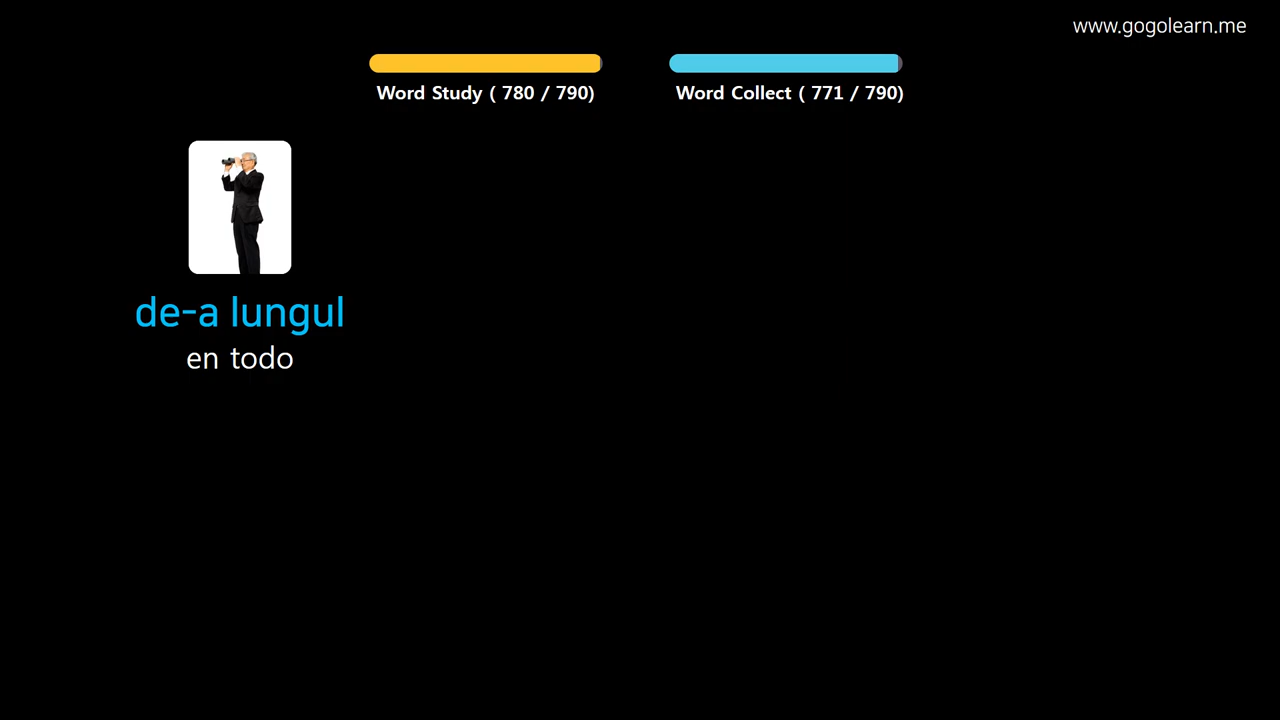 www.gogolearn.me
Word Study ( 780 / 790)
Word Collect ( 771 / 790)
de-a lungul
en todo